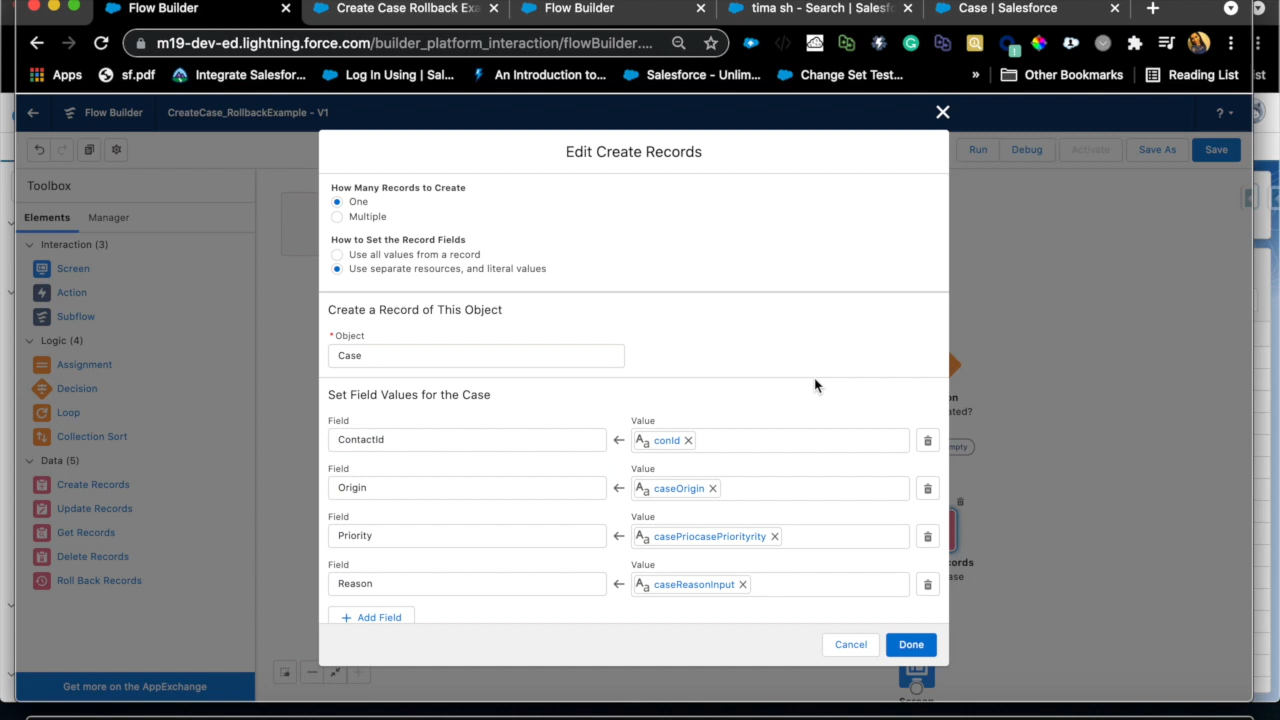 Flow Builder
Create Case Rollback Exa
Flow Builder
tima sh - Search | Salesf
Case | Salesforce
m19-dev-ed.lightning.force.com/builder_platform_interaction/flowBuilder....
Apps
sf.pdf
Integrate Salesfor...
Log In Using | Sal...
An Introduction to...
Salesforce - Unlim...
Change Set Test...
»
Other Bookmarks
Reading List
st
Flow Builder
CreateCase_RollbackExample - V1
?
Run
Debug
Activate
Save As
Save
Toolbox
Elements
Manager
Interaction (3)
Screen
Action
Subflow
Logic (4)
Assignment
Decision
Loop
Collection Sort
Data (5)
Create Records
Update Records
Get Records
Delete Records
Roll Back Records
Get more on the AppExchange
Edit Create Records
How Many Records to Create
One
Multiple
How to Set the Record Fields
Use all values from a record
Use separate resources, and literal values
Create a Record of This Object
* Object
Case
Set Field Values for the Case
Field
Value
ContactId
conId
Field
Value
Origin
caseOrigin
Field
Value
Priority
casePriocasePriorityrity
Field
Value
Reason
caseReasonInput
+ Add Field
Cancel
Done
on
ated?
mpty
ords
ase